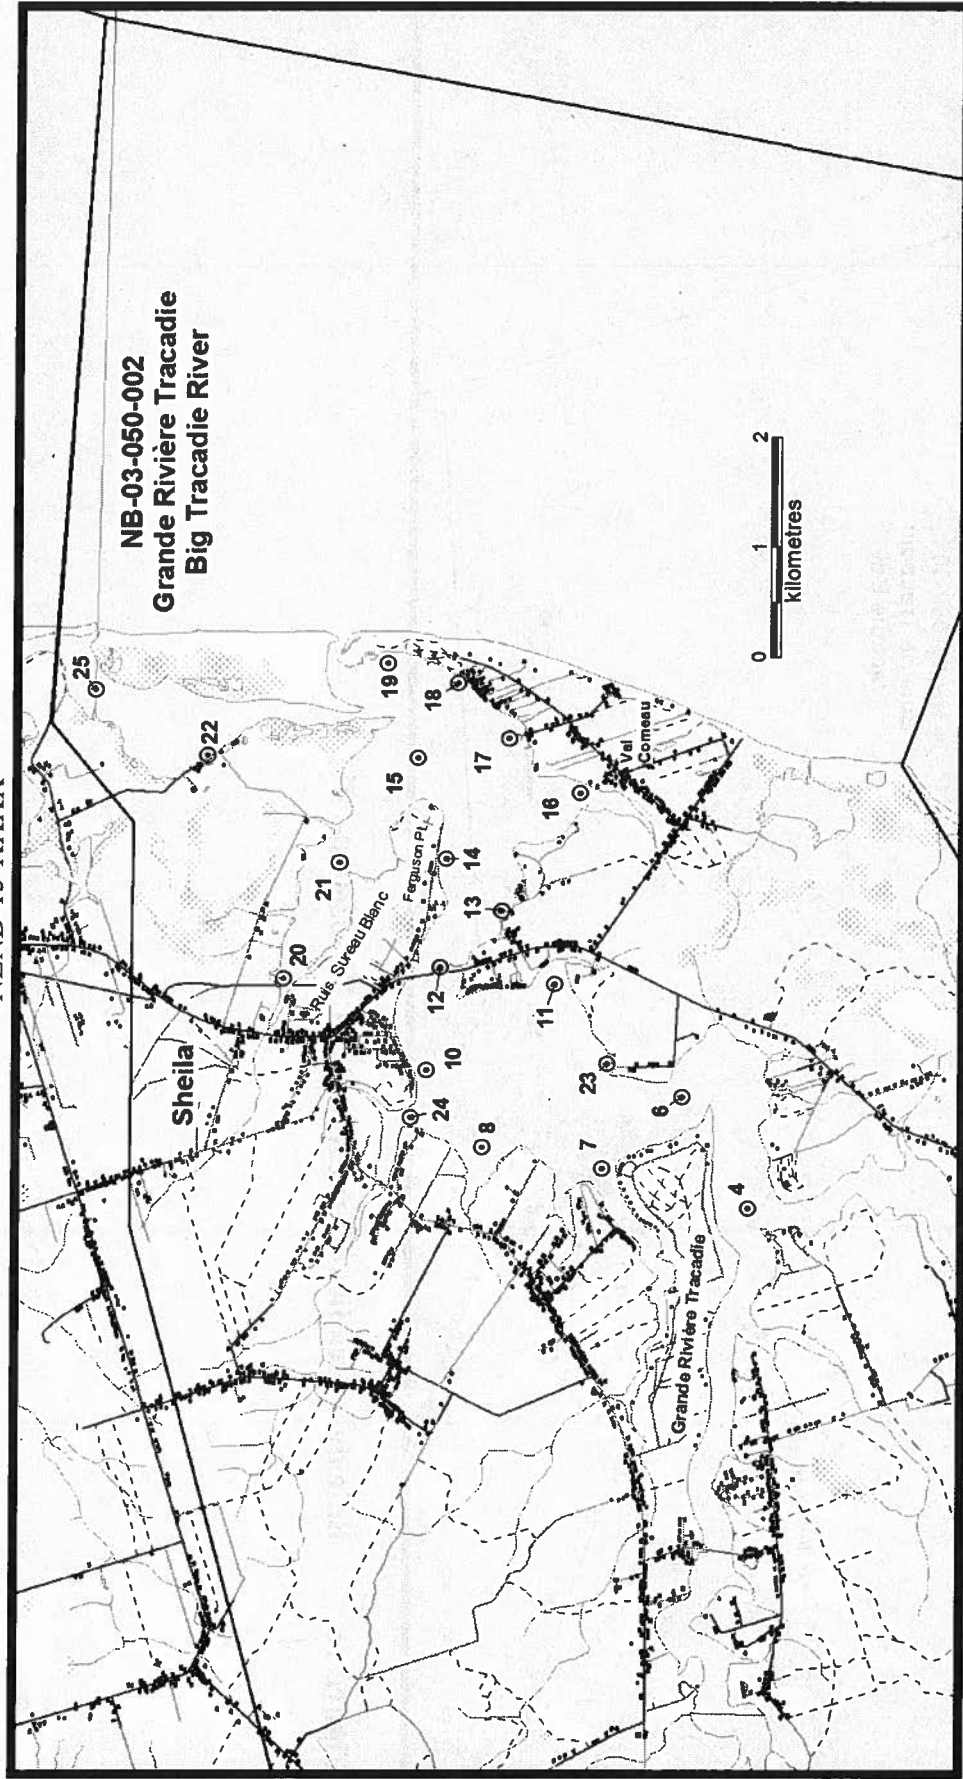 NB-03-050-002
Grande Rivière Tracadie
Big Tracadie River
25
22
Sheila
20
21
Ruis. Sureau Blanc
Ferguson Pt.
19
18
15
17
14
12
10
24
13
16
Val
Comeau
11
8
23
7
6
4
Grande Rivière Tracadie
0 1 2
kilometres